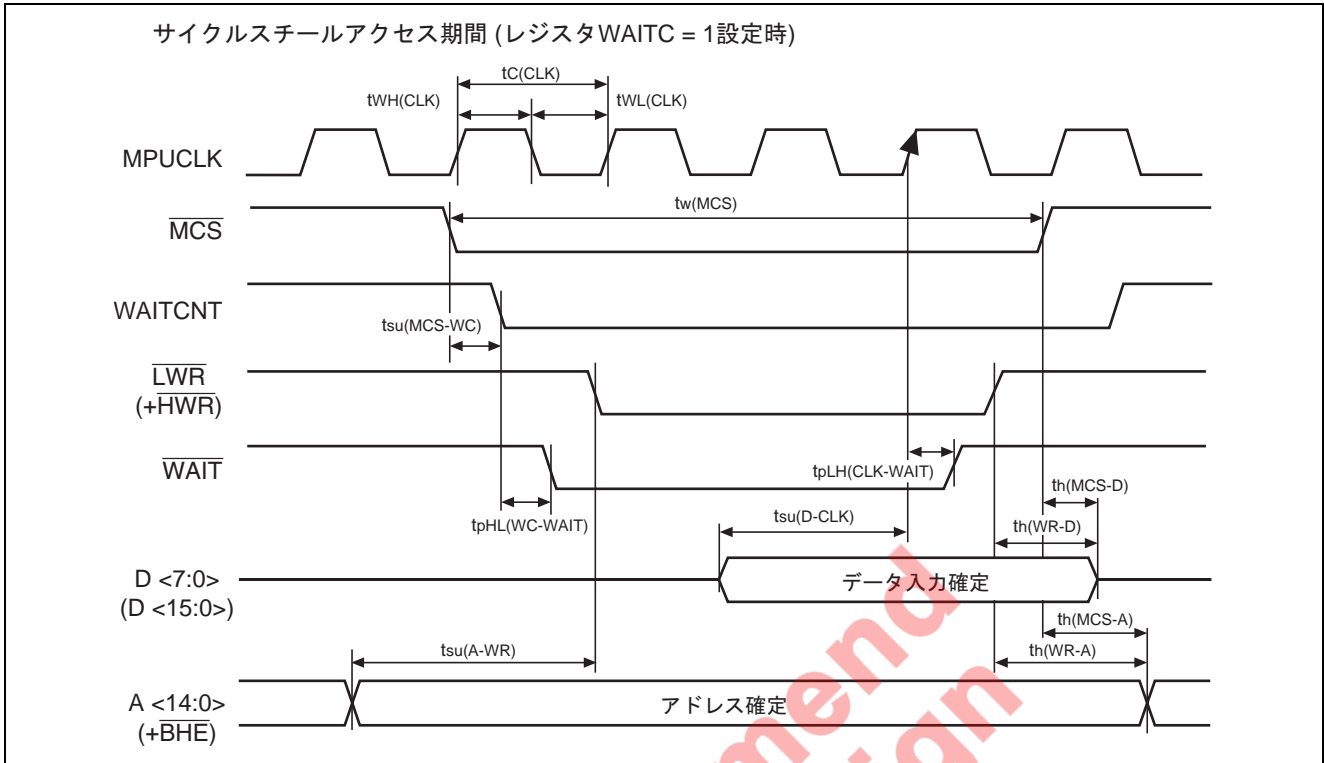 サイクルスチールアクセス期間 (レジスタWAITC = 1設定時)
tC(CLK)
tWH(CLK)
tWL(CLK)
MPUCLK
tw(MCS)
MCS
WAITCNT
tsu(MCS-WC)
LWR
(+HWR)
WAIT
tpLH(CLK-WAIT)
th(MCS-D)
tpHL(WC-WAIT)
tsu(D-CLK)
th(WR-D)
D <7:0>
(D <15:0>)
データ入力確定
th(MCS-A)
tsu(A-WR)
th(WR-A)
A <14:0>
(+BHE)
アドレス確定
mend
ign